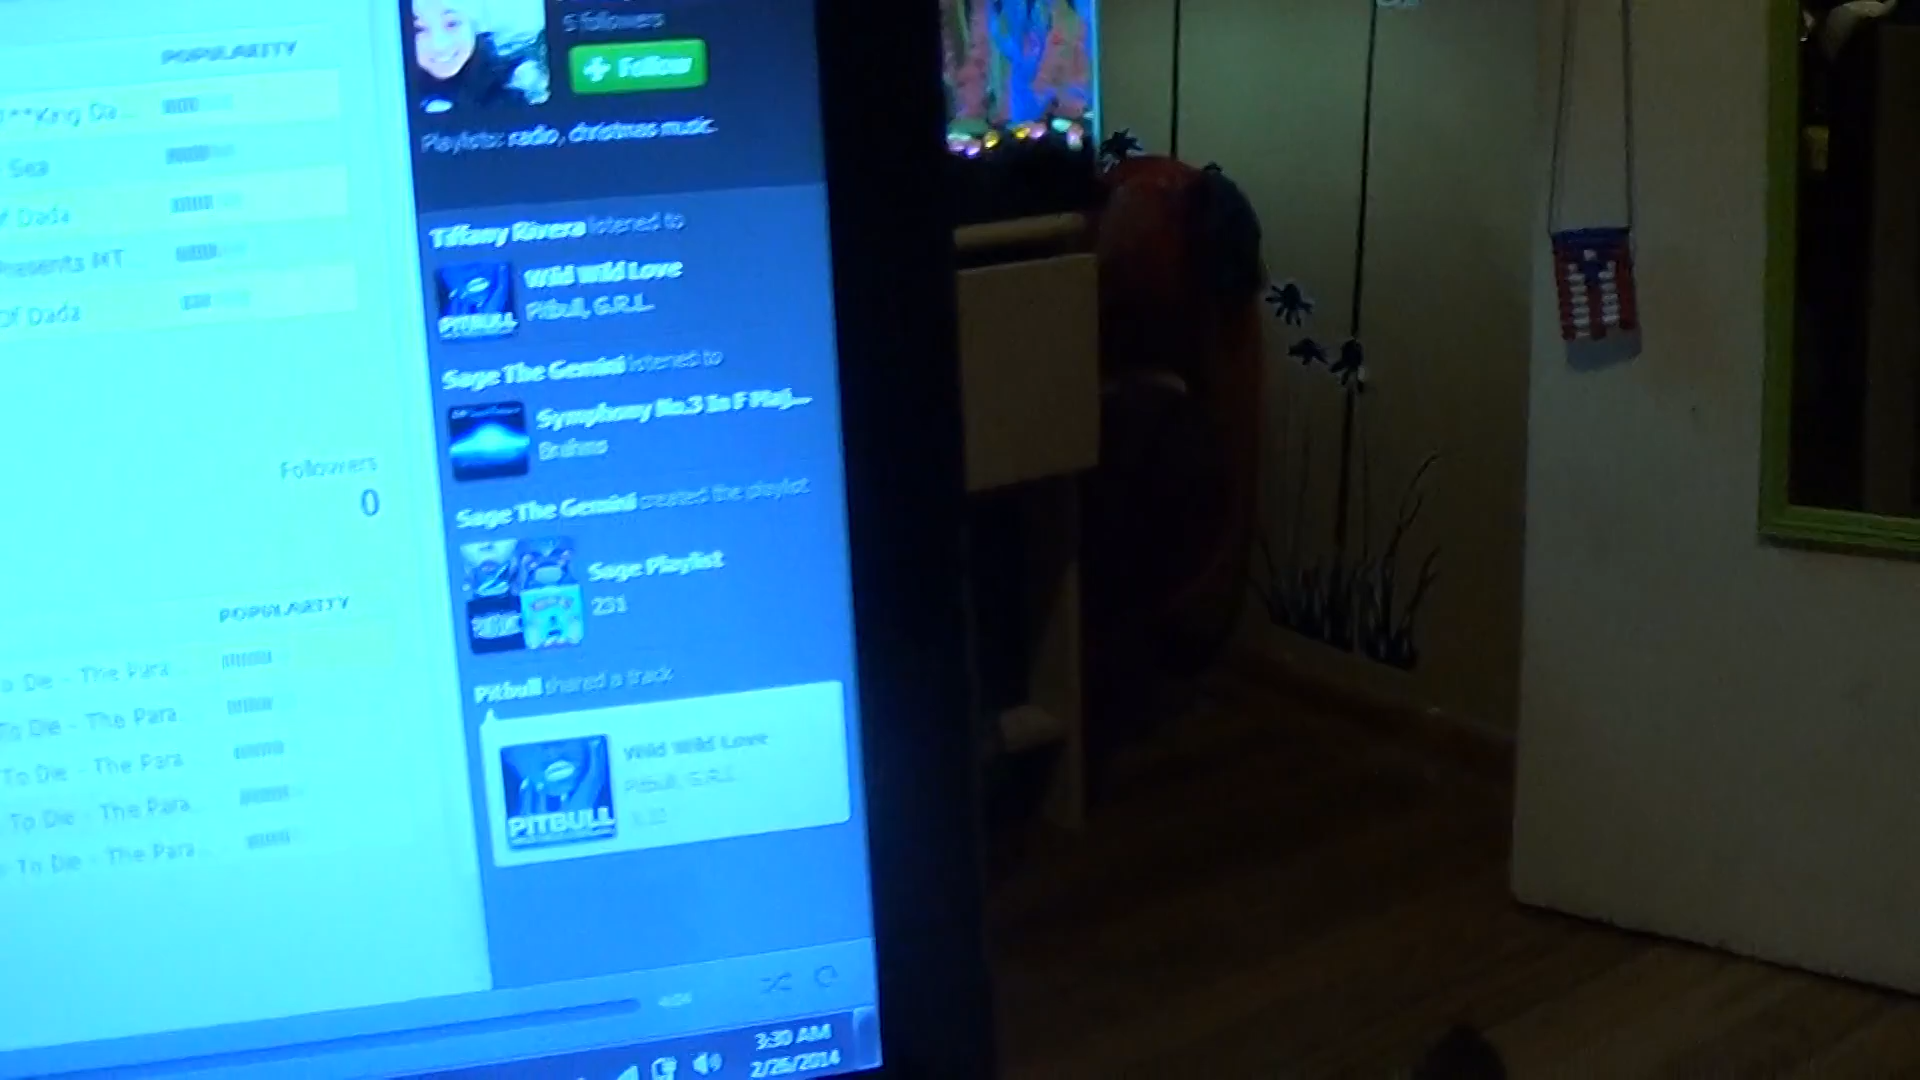 POPULARITY
**King Da...
Sea
Of Dada
Presents MT
Of Dada
Followers
0
POPULARITY
To Die - The Para...
To Die - The Para...
To Die - The Para...
To Die - The Para...
To Die - The Para...
5 followers
+ Follow
Playlists: radio, christmas music
Tiffany Rivera listened to
Wild Wild Love
Pitbull, G.R.L.
PITBULL
Sage The Gemini listened to
Symphony No.3 In F Maj...
Brahms
Sage The Gemini created the playlist
Sage Playlist
231
Pitbull shared a track
Wild Wild Love
Pitbull, G.R.L.
PITBULL
3:30 AM